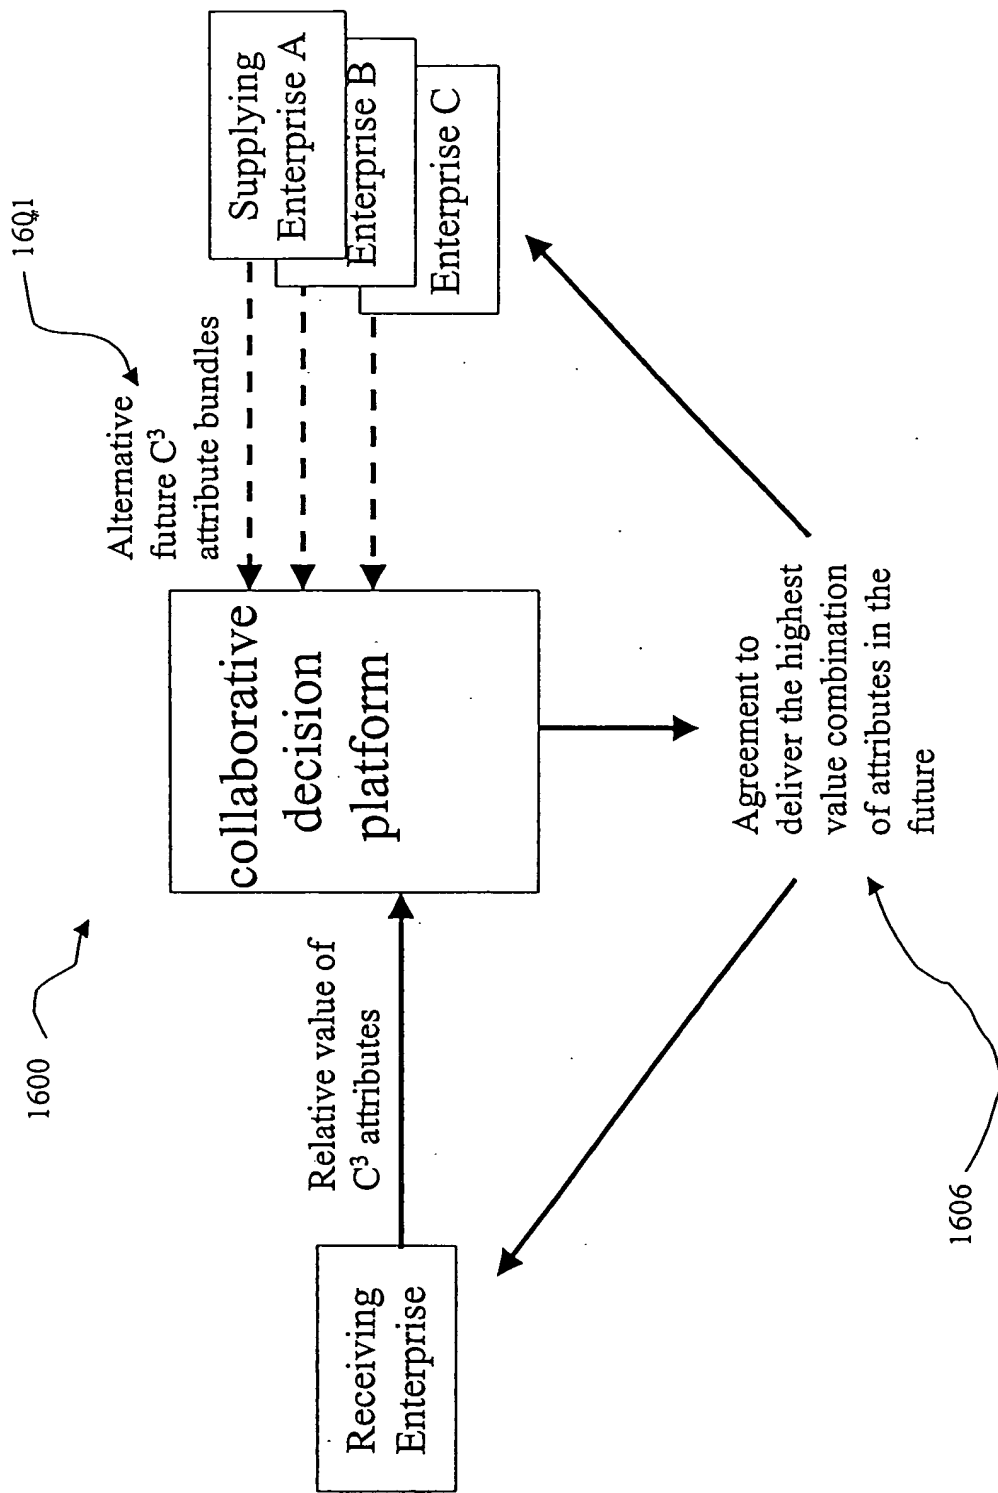 1600
1601
Alternative
future C³
attribute bundles
Receiving
Enterprise
Relative value of
C³ attributes
collaborative
decision
platform
Supplying
Enterprise A
Enterprise B
Enterprise C
Agreement to
deliver the highest
value combination
of attributes in the
future
1606